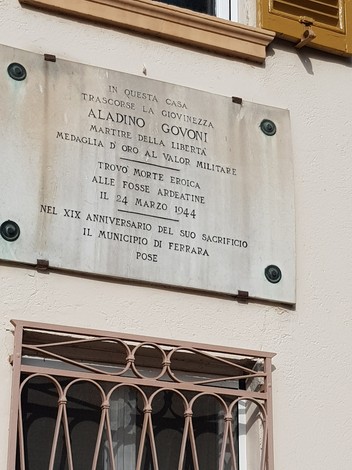 IN QUESTA CASA
TRASCORSE LA GIOVINEZZA
ALADINO GOVONI
MARTIRE DELLA LIBERTA'
MEDAGLIA D'ORO AL VALOR MILITARE
TROVÒ MORTE EROICA
ALLE FOSSE ARDEATINE
IL 24 MARZO 1944
NEL XIX ANNIVERSARIO DEL SUO SACRIFICIO
IL MUNICIPIO DI FERRARA
POSE